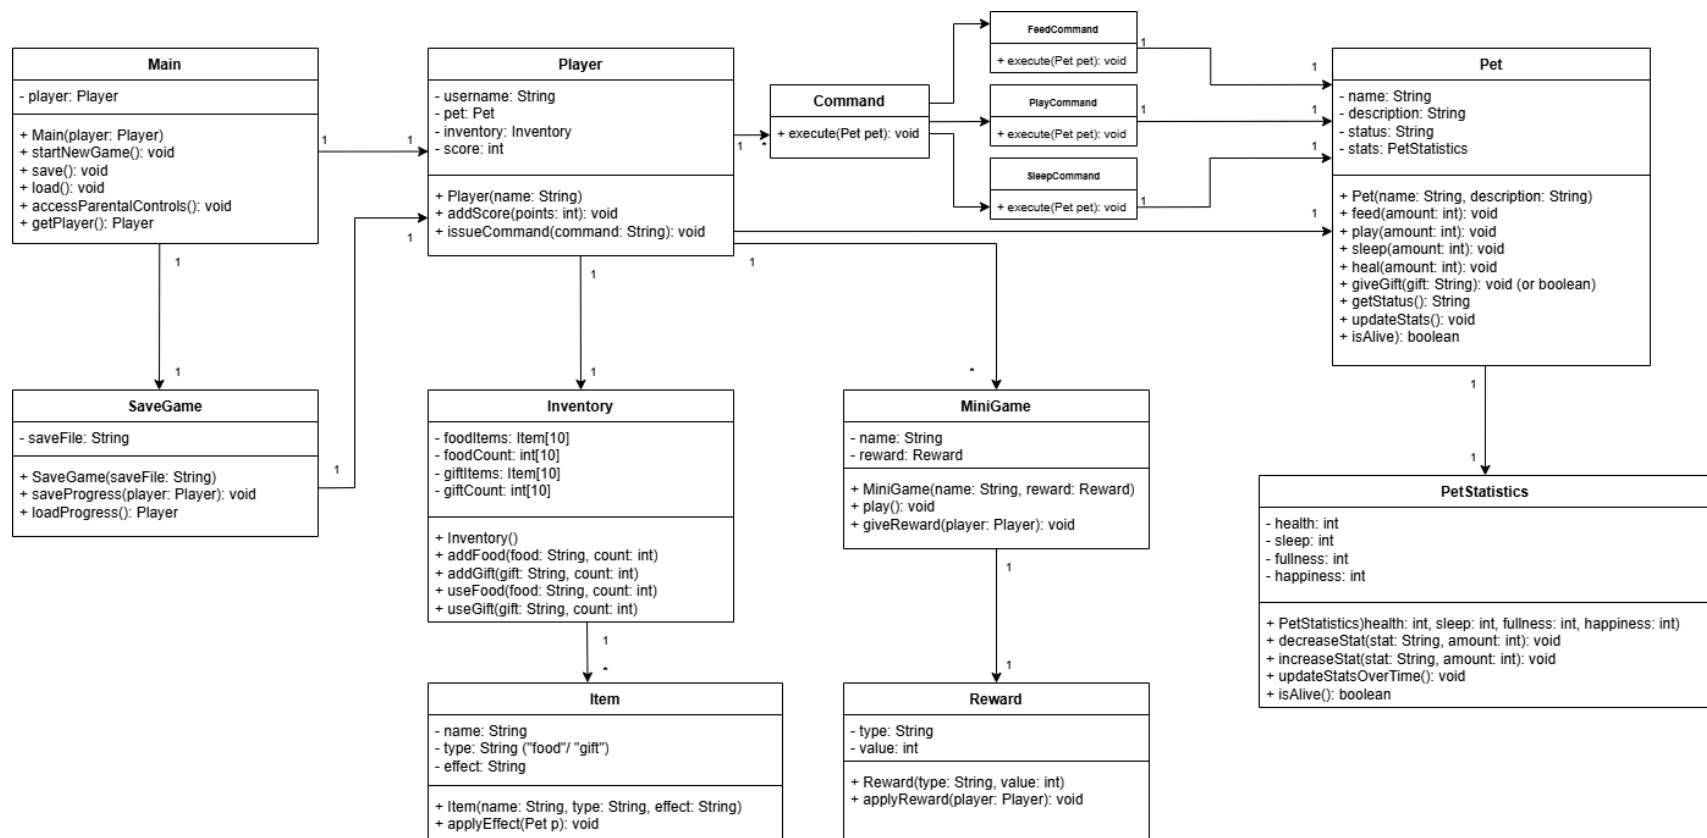 Main
- player: Player
+ Main(player: Player)
+ startNewGame(): void
+ save(): void
+ load(): void
+ accessParentalControls(): void
+ getPlayer(): Player
1
1
1
1
Player
- username: String
- pet: Pet
- inventory: Inventory
- score: int
+ Player(name: String)
+ addScore(points: int): void
+ issueCommand(command: String): void
1
*
1
1
1
Command
+ execute(Pet pet): void
FeedCommand
+ execute(Pet pet): void
1
1
PlayCommand
+ execute(Pet pet): void
1
1
SleepCommand
+ execute(Pet pet): void
1
1
1
Pet
- name: String
- description: String
- status: String
- stats: PetStatistics
+ Pet(name: String, description: String)
+ feed(amount: int): void
+ play(amount: int): void
+ sleep(amount: int): void
+ heal(amount: int): void
+ giveGift(gift: String): void (or boolean)
+ getStatus(): String
+ updateStats(): void
+ isAlive): boolean
1
1
SaveGame
- saveFile: String
+ SaveGame(saveFile: String)
+ saveProgress(player: Player): void
+ loadProgress(): Player
1
1
Inventory
- foodItems: Item[10]
- foodCount: int[10]
- giftItems: Item[10]
- giftCount: int[10]
+ Inventory()
+ addFood(food: String, count: int)
+ addGift(gift: String, count: int)
+ useFood(food: String, count: int)
+ useGift(gift: String, count: int)
1
*
*
MiniGame
- name: String
- reward: Reward
+ MiniGame(name: String, reward: Reward)
+ play(): void
+ giveReward(player: Player): void
1
1
PetStatistics
- health: int
- sleep: int
- fullness: int
- happiness: int
+ PetStatistics)health: int, sleep: int, fullness: int, happiness: int)
+ decreaseStat(stat: String, amount: int): void
+ increaseStat(stat: String, amount: int): void
+ updateStatsOverTime(): void
+ isAlive(): boolean
Item
- name: String
- type: String ("food"/ "gift")
- effect: String
+ Item(name: String, type: String, effect: String)
+ applyEffect(Pet p): void
Reward
- type: String
- value: int
+ Reward(type: String, value: int)
+ applyReward(player: Player): void